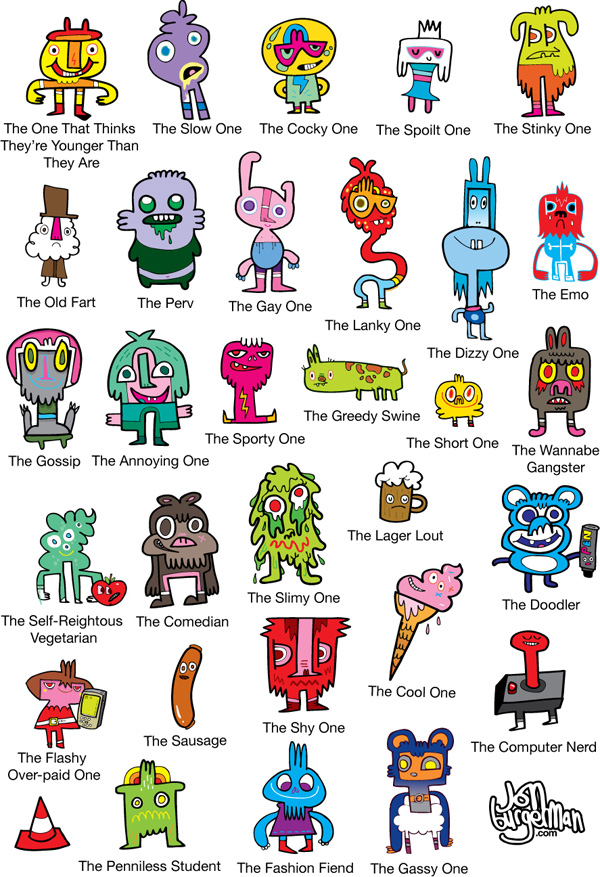 The One That Thinks
They're Younger Than
They Are
The Slow One
The Cocky One
The Spoilt One
The Stinky One
The Old Fart
The Perv
The Gay One
The Lanky One
The Dizzy One
The Emo
The Gossip
The Annoying One
The Sporty One
The Greedy Swine
The Short One
The Wannabe
Gangster
The Self-Reightous
Vegetarian
The Comedian
The Slimy One
The Lager Lout
The Cool One
PEN
The Doodler
The Flashy
Over-paid One
The Sausage
The Shy One
The Computer Nerd
The Penniless Student
The Fashion Fiend
The Gassy One
Jon
burgerman
.com